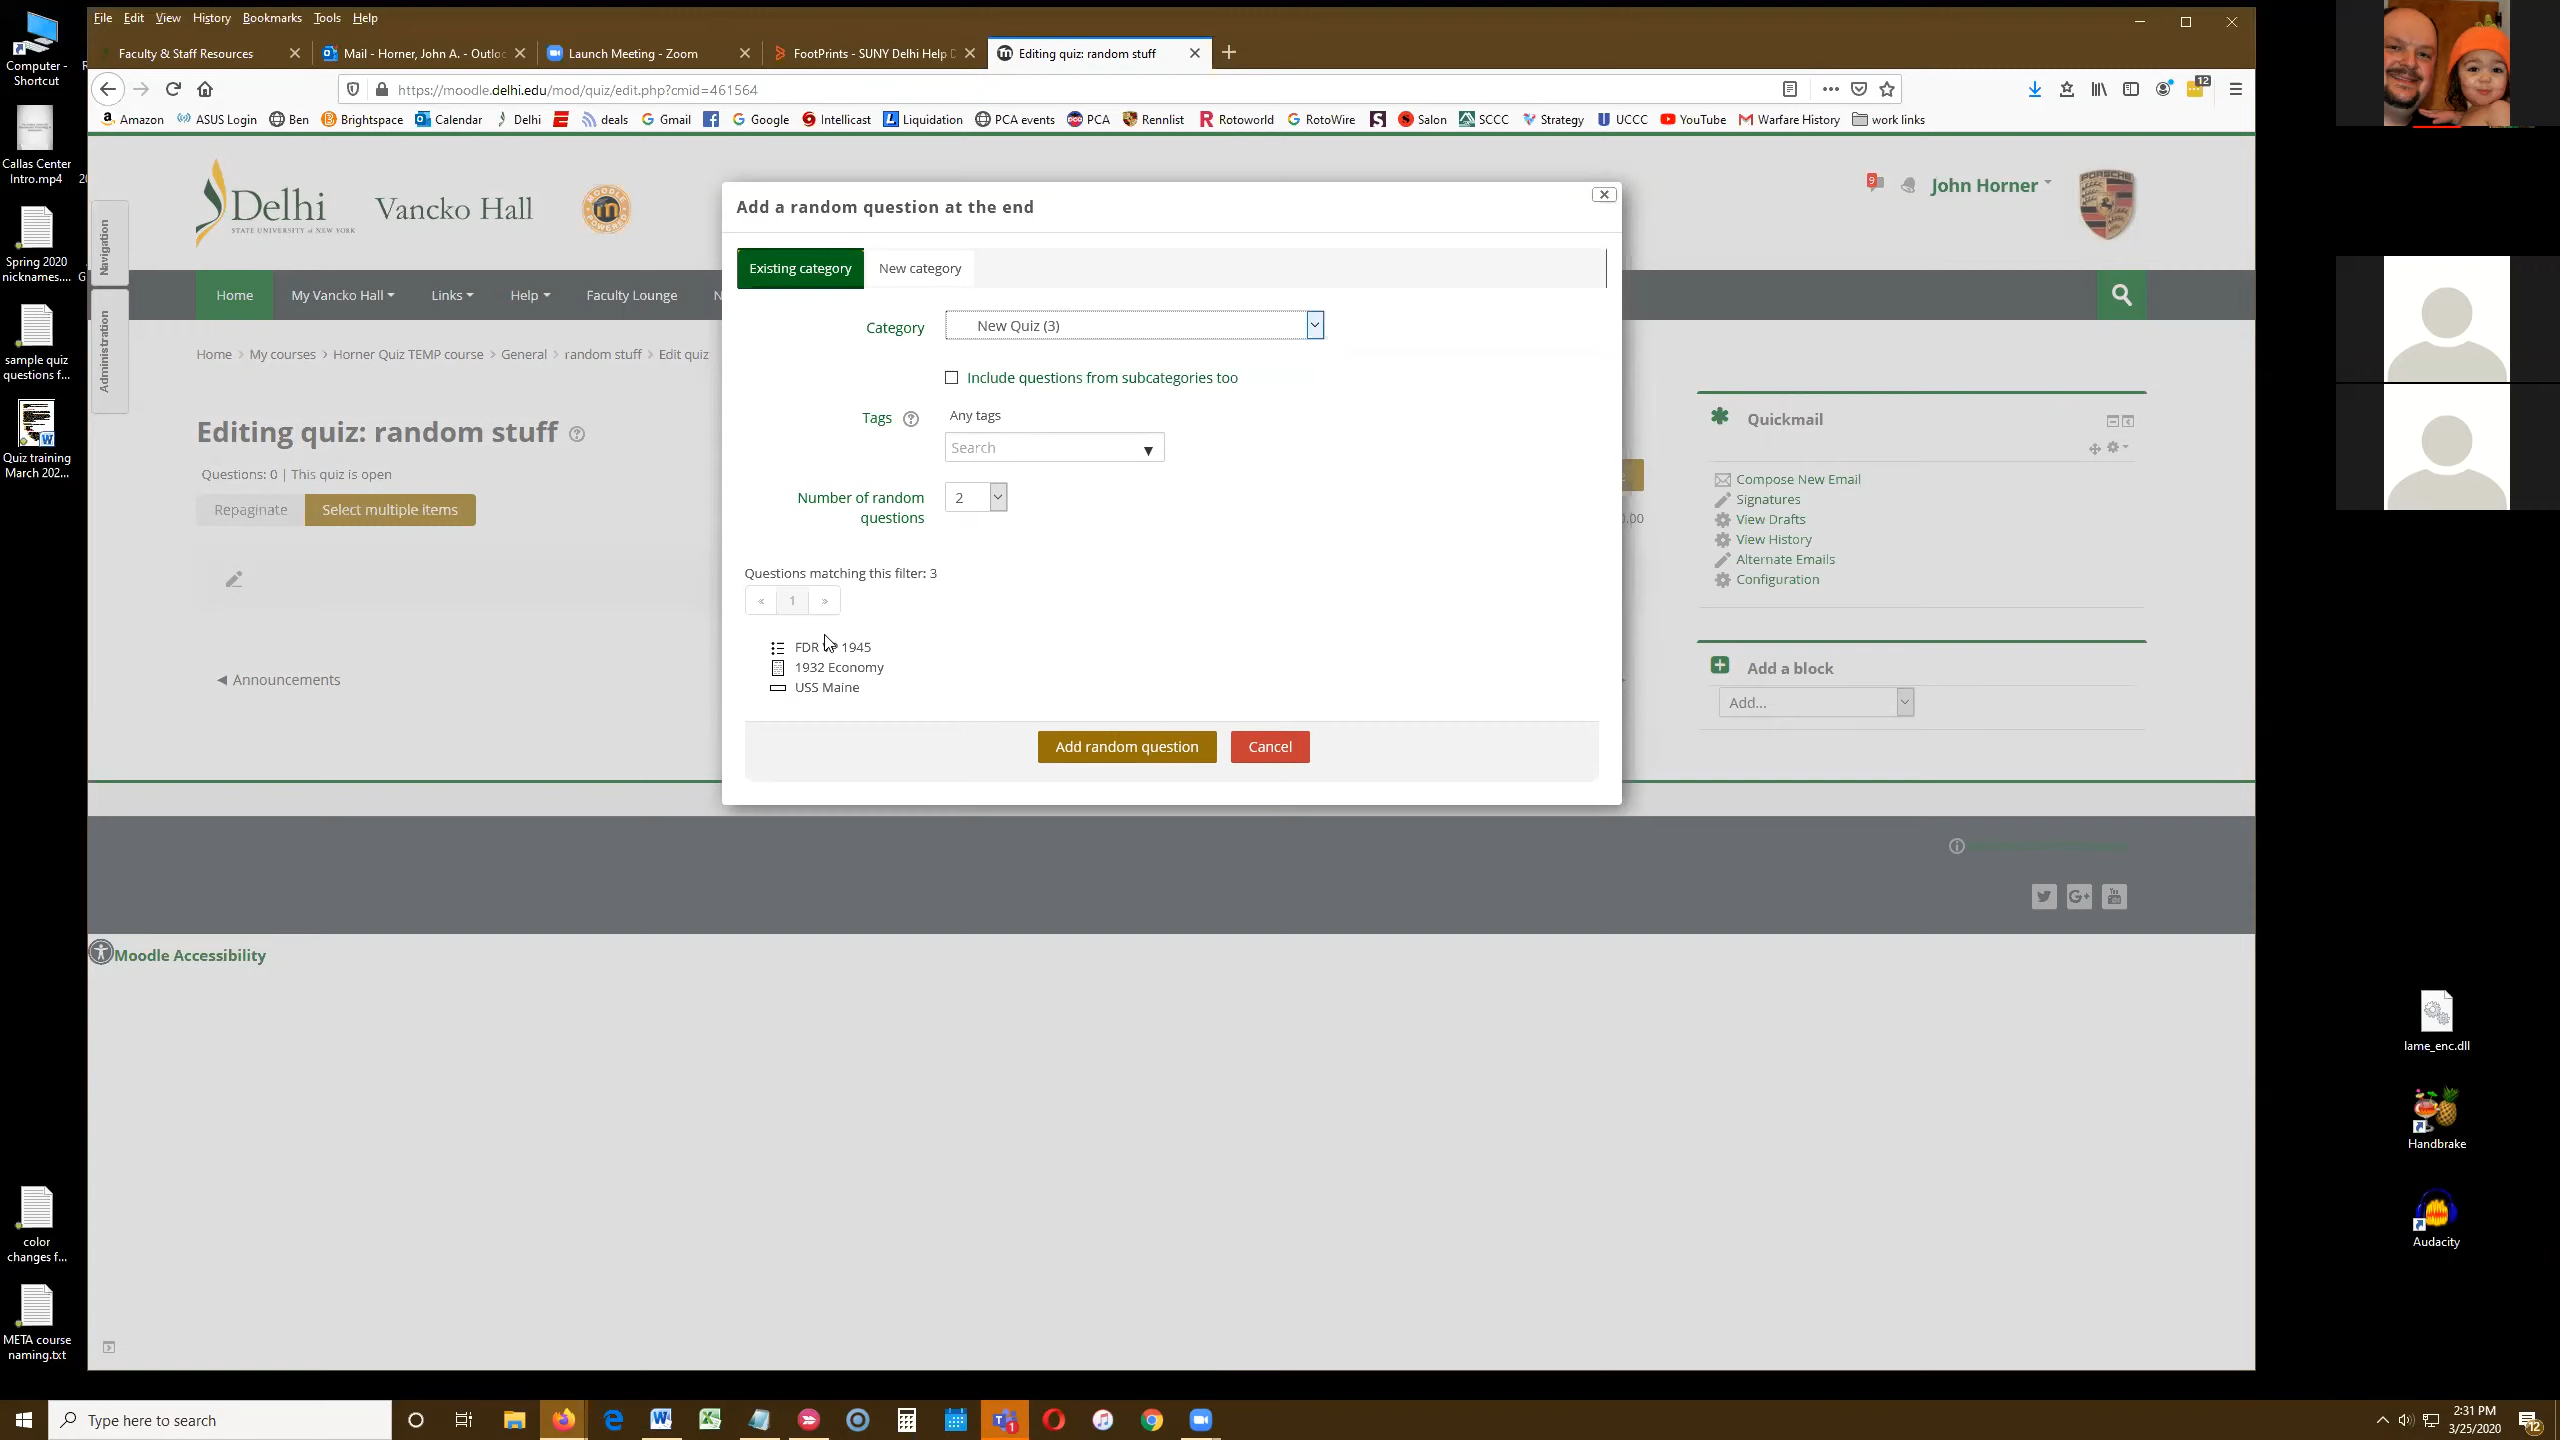 File Edit View History Bookmarks Tools Help
Faculty & Staff Resources
Mail - Horner, John A. - Outloo
Launch Meeting - Zoom
FootPrints - SUNY Delhi Help D
Editing quiz: random stuff
https://moodle.delhi.edu/mod/quiz/edit.php?cmid=461564
12
Amazon ASUS Login Ben Brightspace Calendar Delhi deals Gmail Google Intellicast Liquidation PCA events PCA Rennlist Rotoworld RotoWire Salon SCCC Strategy UCCC YouTube Warfare History work links
Computer - Shortcut
Callas Center Intro.mp4
Spring 2020 nicknames....
sample quiz questions f...
Quiz training March 202...
color changes f...
META course naming.txt
Navigation
Administration
Delhi
STATE UNIVERSITY of NEW YORK
Vancko Hall
MOODLE POWERED
9
John Horner
PORSCHE
Home My Vancko Hall Links Help Faculty Lounge N
Home My courses Horner Quiz TEMP course General random stuff Edit quiz
Editing quiz: random stuff
Questions: 0 | This quiz is open
Repaginate Select multiple items
.00
◄ Announcements
Add a random question at the end
Existing category New category
Category New Quiz (3)
Include questions from subcategories too
Tags Any tags
Search
Number of random questions 2
Questions matching this filter: 3
« 1 »
FDR 1945
1932 Economy
USS Maine
Add random question Cancel
Quickmail
Compose New Email
Signatures
View Drafts
View History
Alternate Emails
Configuration
Add a block
Add...
Moodle Accessibility
lame_enc.dll
Handbrake
Audacity
Type here to search
2:31 PM
3/25/2020
12